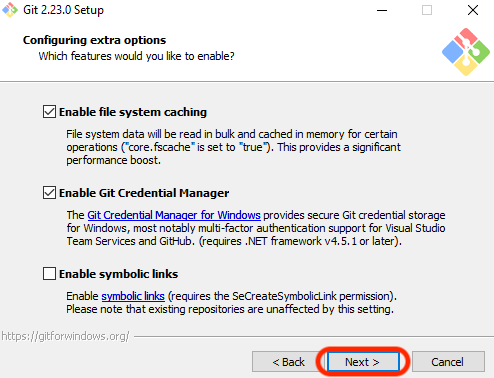 Git 2.23.0 Setup
Configuring extra options
Which features would you like to enable?
Enable file system caching
File system data will be read in bulk and cached in memory for certain
operations ("core.fscache" is set to "true"). This provides a significant
performance boost.
Enable Git Credential Manager
The Git Credential Manager for Windows provides secure Git credential storage
for Windows, most notably multi-factor authentication support for Visual Studio
Team Services and GitHub. (requires .NET framework v4.5.1 or later).
Enable symbolic links
Enable symbolic links (requires the SeCreateSymbolicLink permission).
Please note that existing repositories are unaffected by this setting.
https://gitforwindows.org/
< Back Next > Cancel